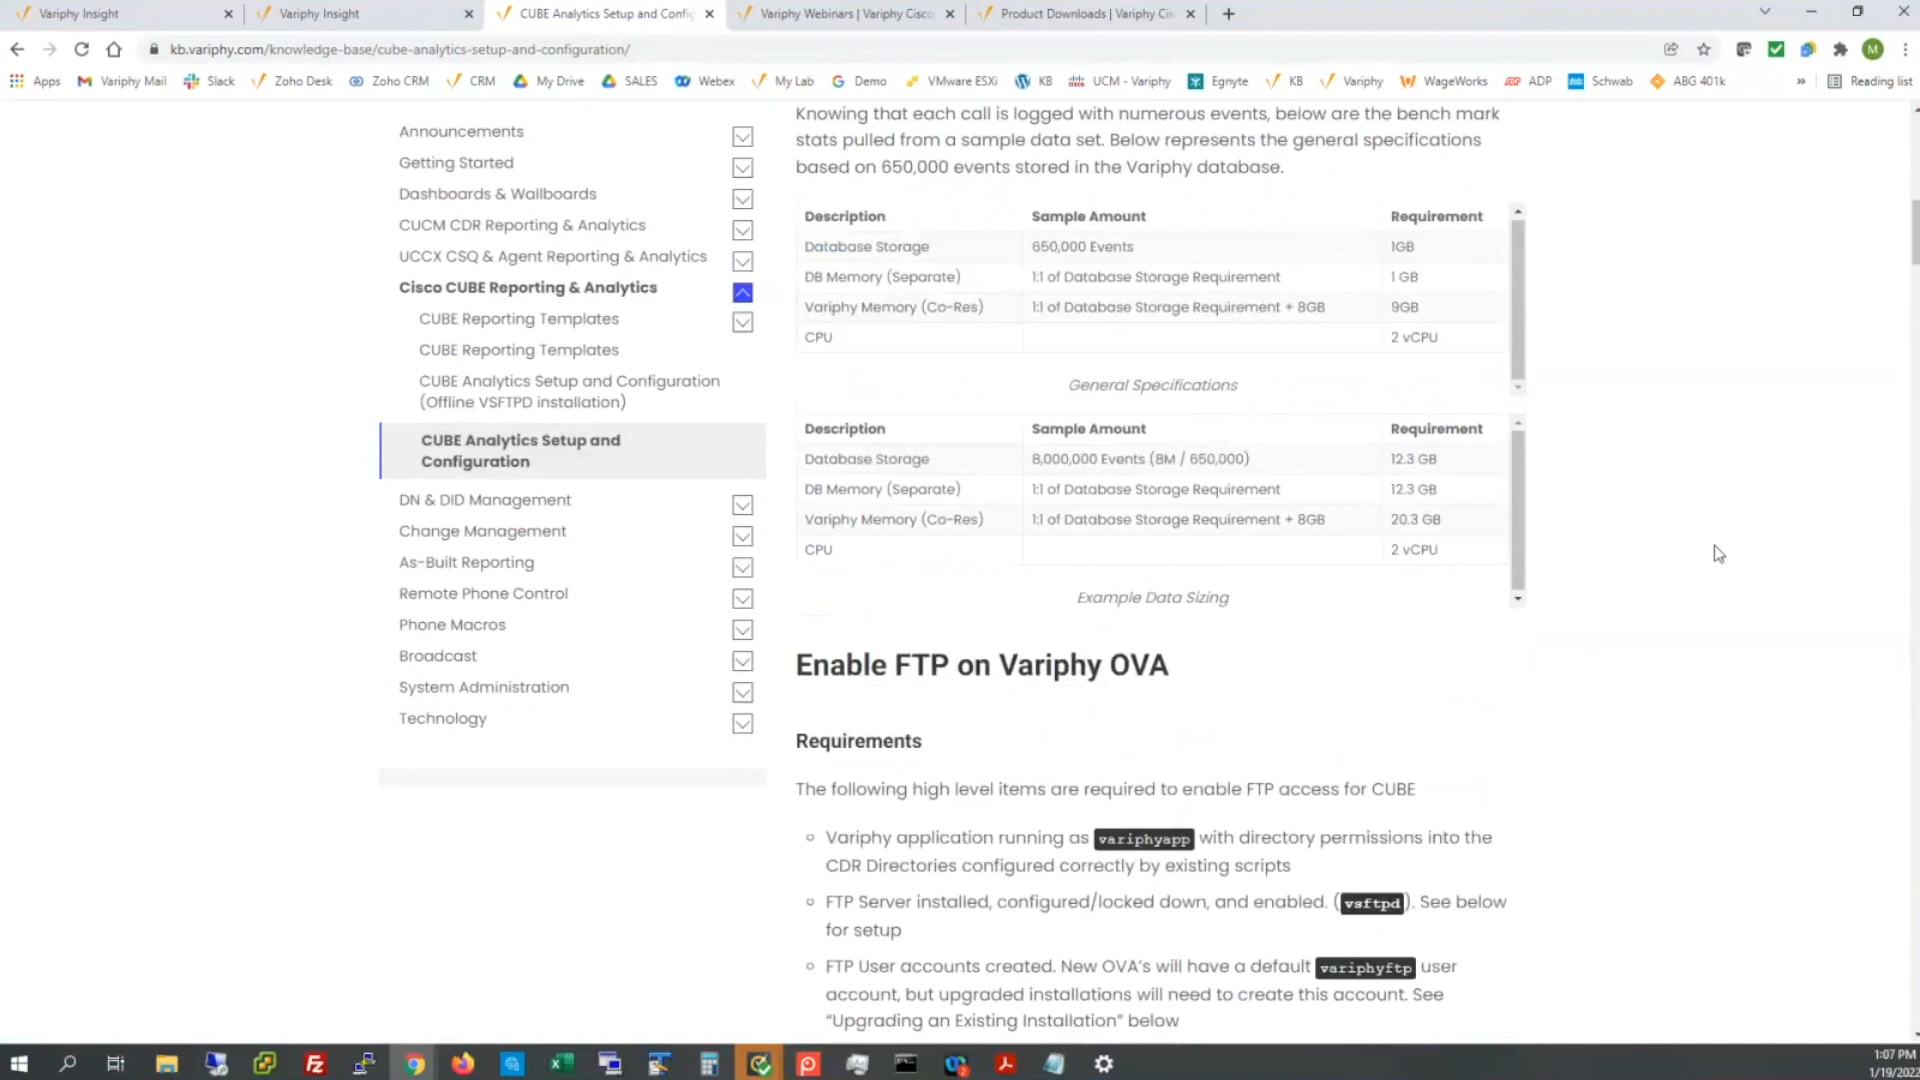 Variphy Insight
Variphy Insight
CUBE Analytics Setup and Config
Variphy Webinars | Variphy Cisco
Product Downloads | Variphy Cis
kb.variphy.com/knowledge-base/cube-analytics-setup-and-configuration/
M
Apps
Variphy Mail
Slack
Zoho Desk
Zoho CRM
CRM
My Drive
SALES
Webex
My Lab
Demo
VMware ESXi
KB
UCM - Variphy
Egnyte
KB
Variphy
WageWorks
ADP
Schwab
ABG 401k
»
Reading list
Announcements
Getting Started
Dashboards & Wallboards
CUCM CDR Reporting & Analytics
UCCX CSQ & Agent Reporting & Analytics
Cisco CUBE Reporting & Analytics
CUBE Reporting Templates
CUBE Reporting Templates
CUBE Analytics Setup and Configuration
(Offline VSFTPD installation)
CUBE Analytics Setup and
Configuration
DN & DID Management
Change Management
As-Built Reporting
Remote Phone Control
Phone Macros
Broadcast
System Administration
Technology
Knowing that each call is logged with numerous events, below are the bench mark
stats pulled from a sample data set. Below represents the general specifications
based on 650,000 events stored in the Variphy database.
Description Sample Amount Requirement
Database Storage 650,000 Events 1GB
DB Memory (Separate) 1:1 of Database Storage Requirement 1 GB
Variphy Memory (Co-Res) 1:1 of Database Storage Requirement + 8GB 9GB
CPU 2 vCPU
General Specifications
Description Sample Amount Requirement
Database Storage 8,000,000 Events (8M / 650,000) 12.3 GB
DB Memory (Separate) 1:1 of Database Storage Requirement 12.3 GB
Variphy Memory (Co-Res) 1:1 of Database Storage Requirement + 8GB 20.3 GB
CPU 2 vCPU
Example Data Sizing
Enable FTP on Variphy OVA
Requirements
The following high level items are required to enable FTP access for CUBE
Variphy application running as variphyapp with directory permissions into the
CDR Directories configured correctly by existing scripts
FTP Server installed, configured/locked down, and enabled. (vsftpd). See below
for setup
FTP User accounts created. New OVA's will have a default variphyftp user
account, but upgraded installations will need to create this account. See
"Upgrading an Existing Installation" below
1:07 PM
1/19/2022